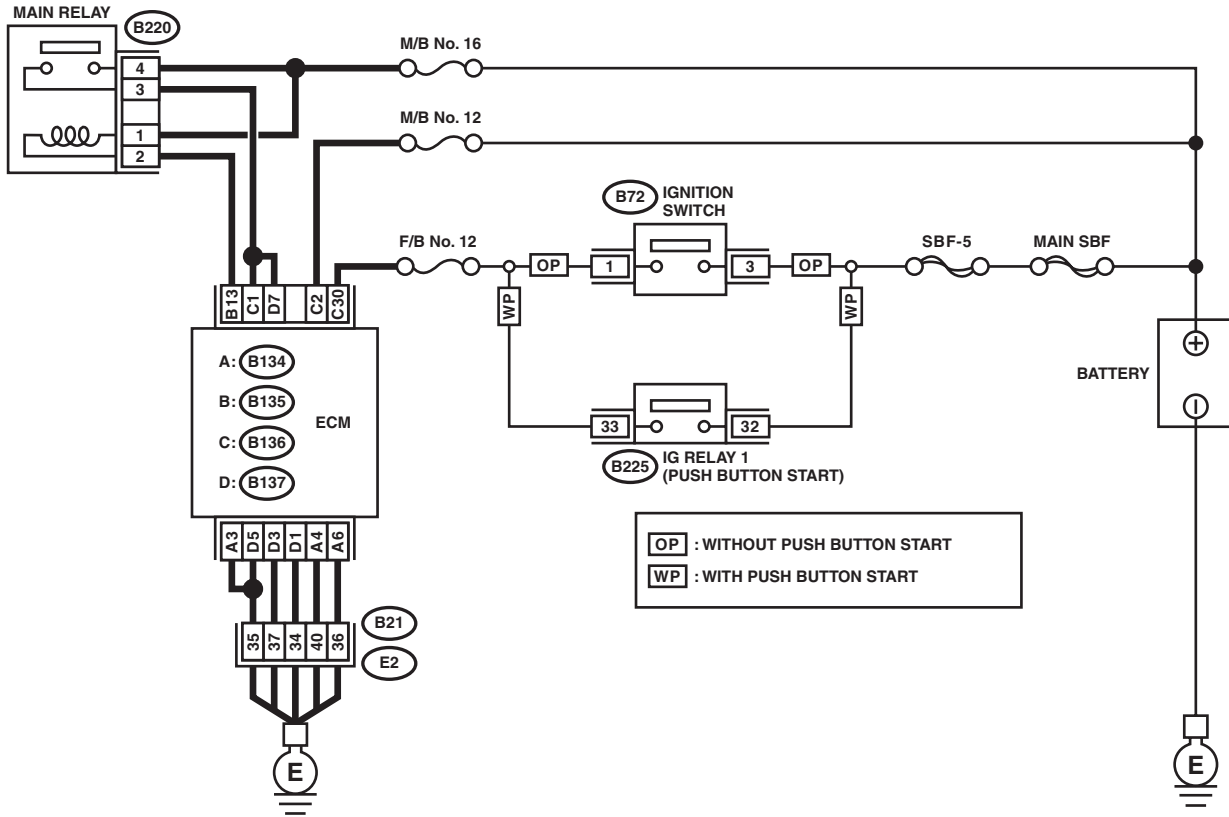 MAIN RELAY
B220
4
3
1
2
M/B No. 16
M/B No. 12
B72
IGNITION
SWITCH
F/B No. 12
OP
1
3
OP
SBF-5
MAIN SBF
WP
WP
B13
C1
D7
C2
C30
A: B134
B: B135
C: B136
D: B137
ECM
BATTERY
33
32
B225
IG RELAY 1
(PUSH BUTTON START)
OP : WITHOUT PUSH BUTTON START
WP : WITH PUSH BUTTON START
A3
D5
D3
D1
A4
A6
35
37
34
40
36
B21
E2
E
E